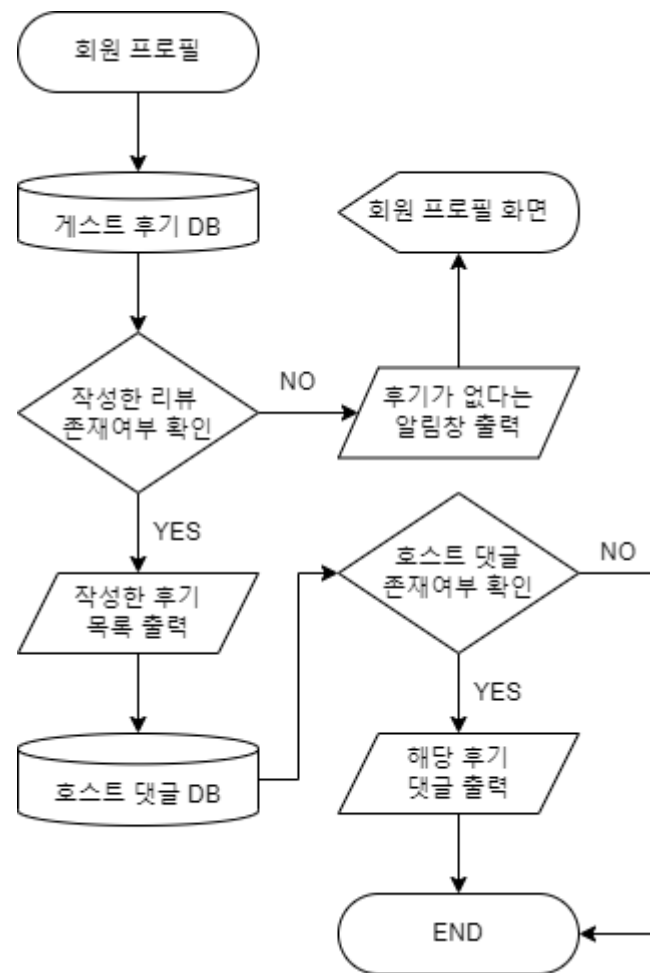 회원 프로필
게스트 후기 DB
회원 프로필 화면
작성한 리뷰
존재여부 확인
NO
후기가 없다는
알림창 출력
YES
작성한 후기
목록 출력
호스트 댓글
존재여부 확인
NO
YES
호스트 댓글 DB
해당 후기
댓글 출력
END